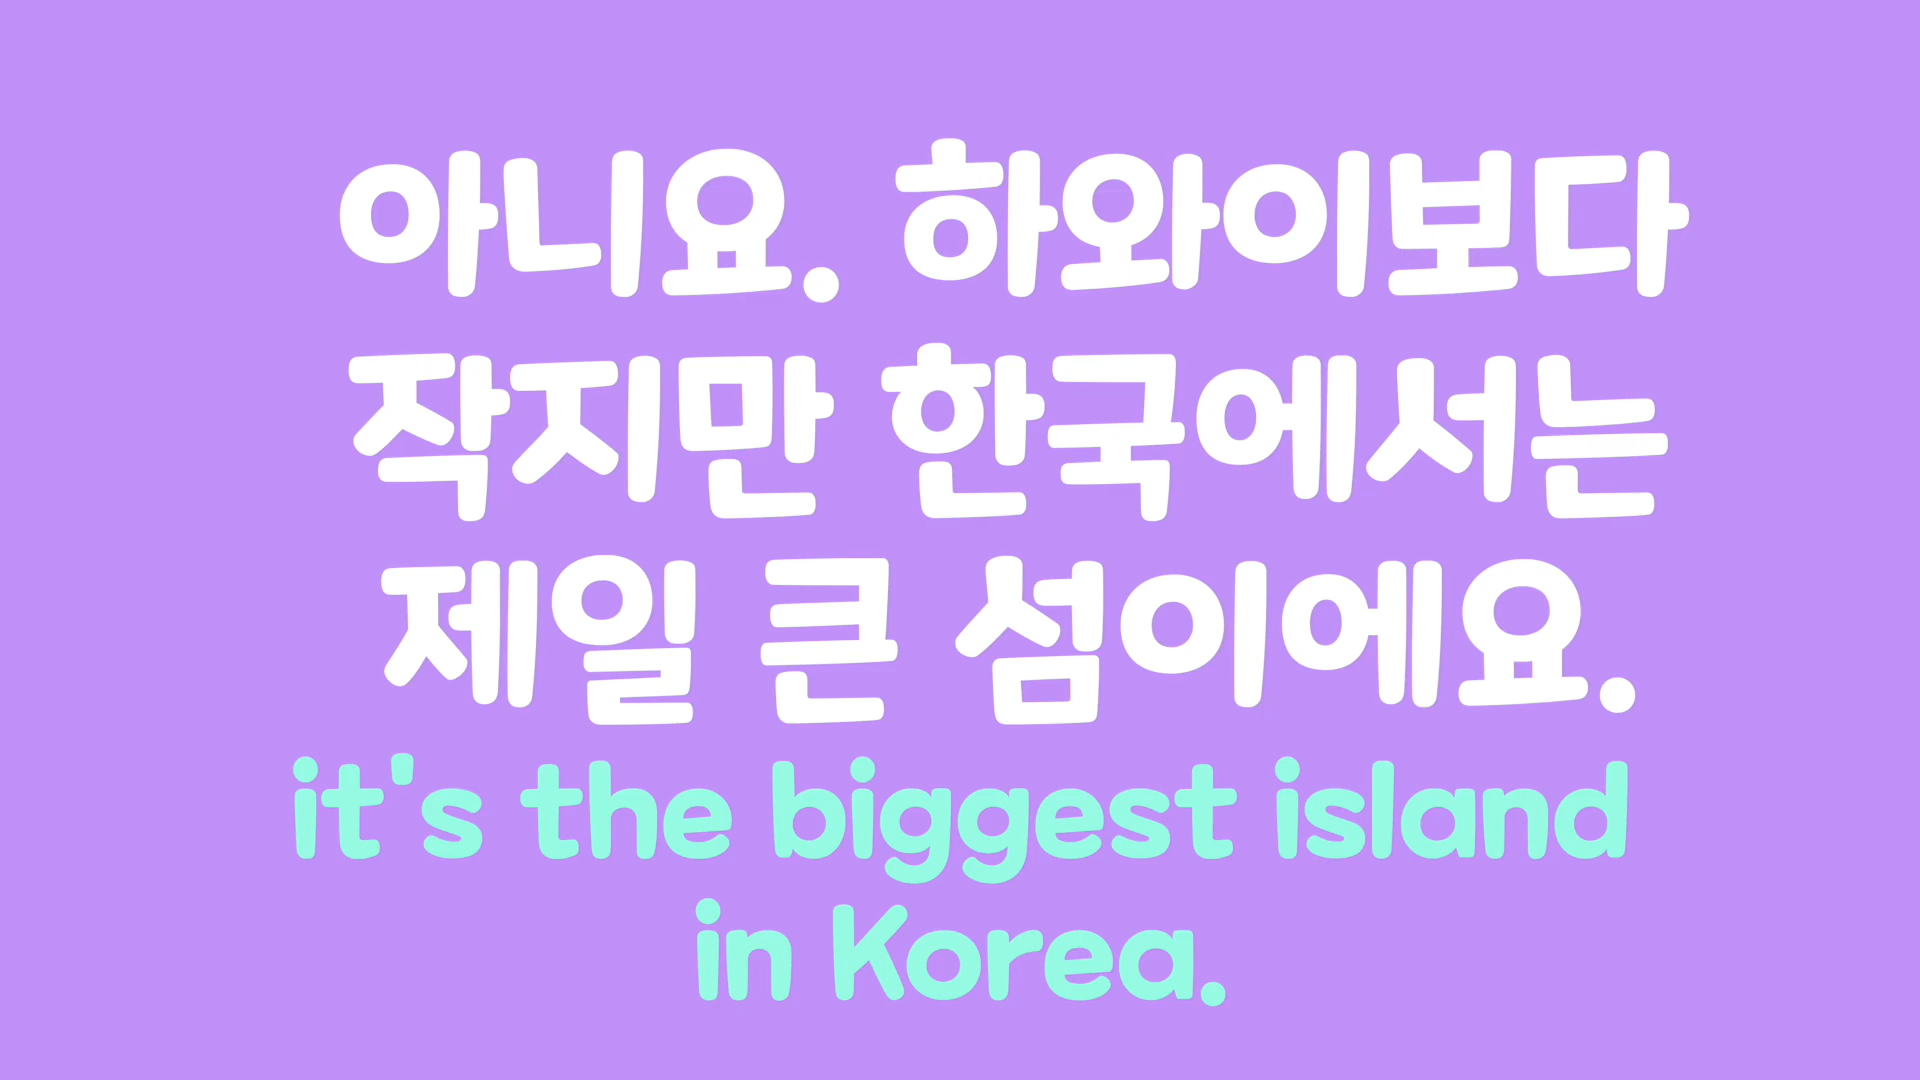 아니요. 하와이보다
작지만 한국에서는
제일 큰 섬이에요.
it's the biggest island
in Korea.